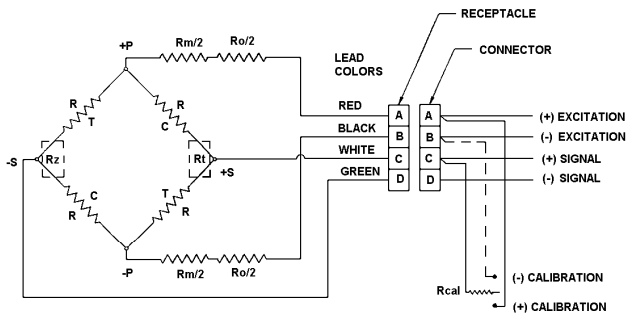 RECEPTACLE
CONNECTOR
+P
Rm/2
Ro/2
LEAD
COLORS
R
T
R
C
RED
A
A
(+) EXCITATION
BLACK
B
B
(-) EXCITATION
WHITE
C
C
(+) SIGNAL
-S
Rz
Rt
+S
GREEN
D
D
(-) SIGNAL
C
R
T
R
-P
Rm/2
Ro/2
(-) CALIBRATION
Rcal
(+) CALIBRATION